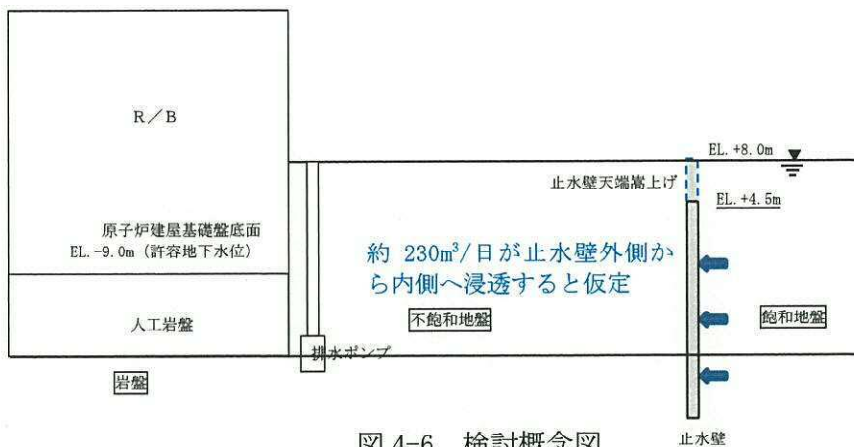 R/B
EL.+8.0m
止水壁天端嵩上げ
EL.+4.5m
原子炉建屋基礎盤底面
EL.-9.0m (許容地下水位)
約 230m³/日が止水壁外側か
ら内側へ浸透すると仮定
人工岩盤
不飽和地盤
飽和地盤
排水ポンプ
岩盤
図 4-6 検討概念図
止水壁